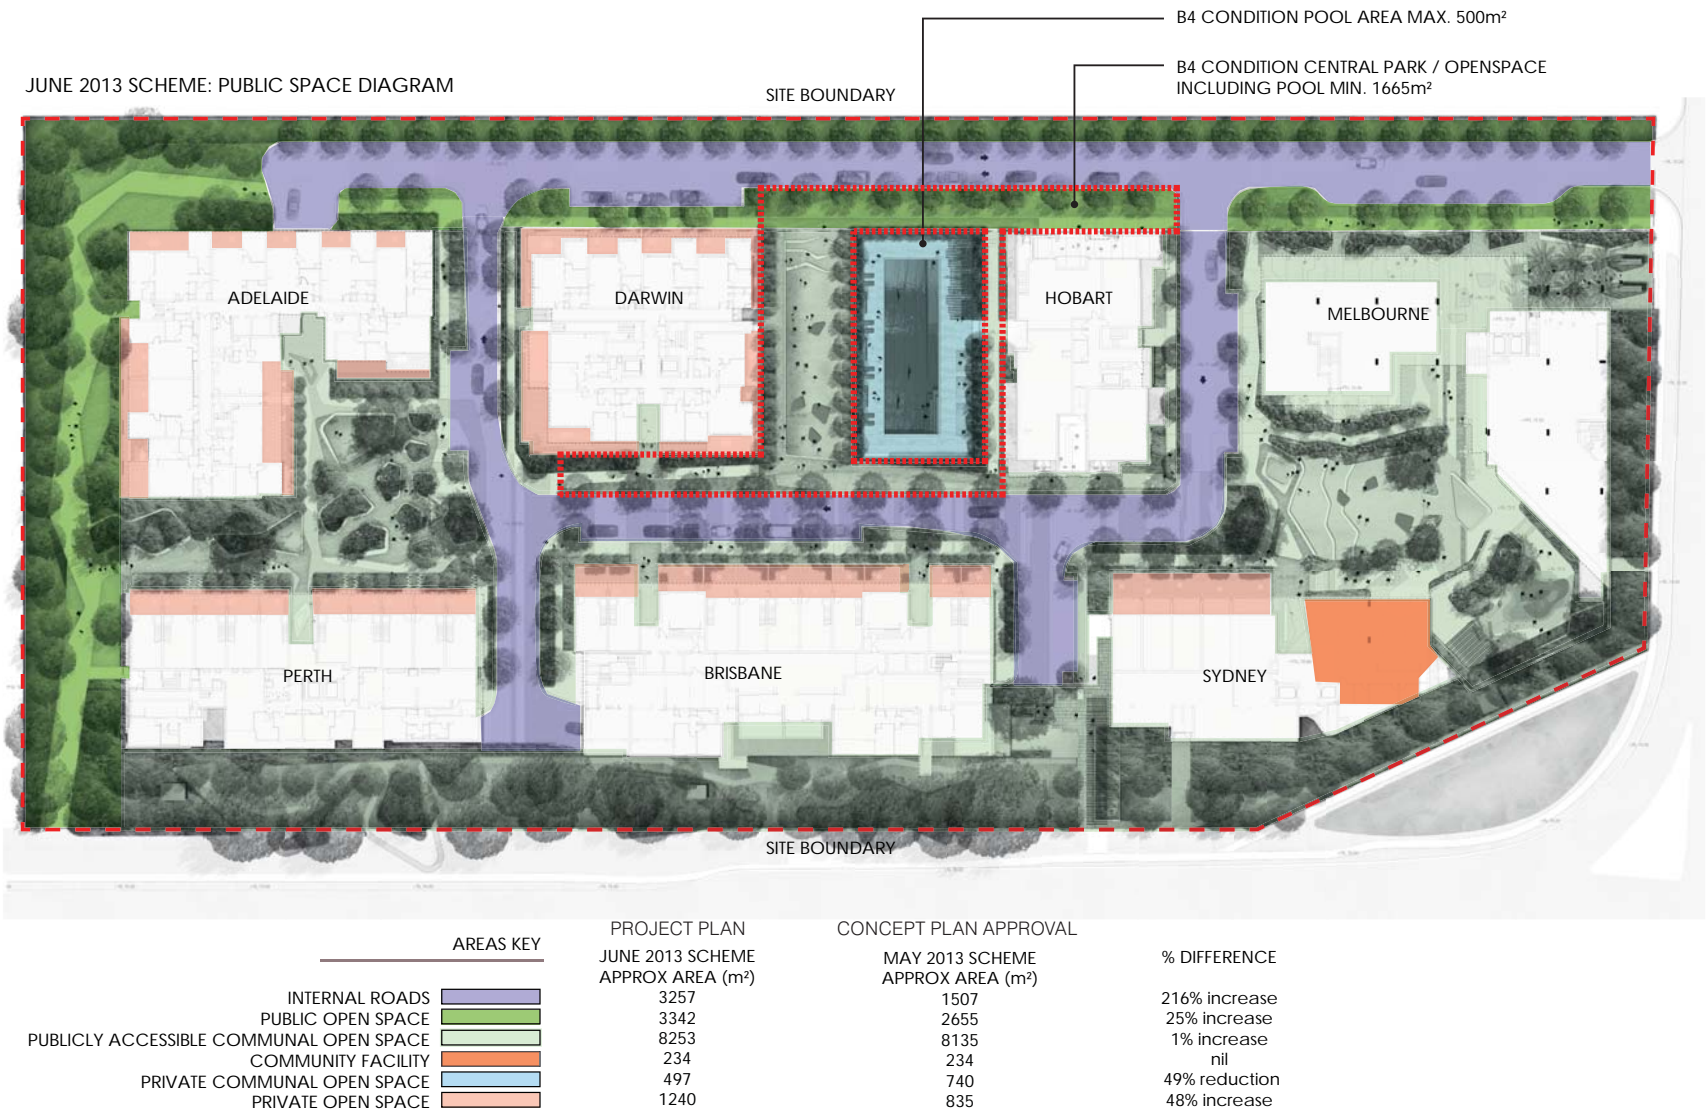 B4 CONDITION POOL AREA MAX. 500m²
B4 CONDITION CENTRAL PARK / OPENSPACE
INCLUDING POOL MIN. 1665m²
JUNE 2013 SCHEME: PUBLIC SPACE DIAGRAM
SITE BOUNDARY
ADELAIDE
DARWIN
HOBART
MELBOURNE
PERTH
BRISBANE
SYDNEY
SITE BOUNDARY
AREAS KEY
PROJECT PLAN
JUNE 2013 SCHEME
APPROX AREA (m²)
CONCEPT PLAN APPROVAL
MAY 2013 SCHEME
APPROX AREA (m²)
% DIFFERENCE
INTERNAL ROADS 3257 1507 216% increase
PUBLIC OPEN SPACE 3342 2655 25% increase
PUBLICLY ACCESSIBLE COMMUNAL OPEN SPACE 8253 8135 1% increase
COMMUNITY FACILITY 234 234 nil
PRIVATE COMMUNAL OPEN SPACE 497 740 49% reduction
PRIVATE OPEN SPACE 1240 835 48% increase